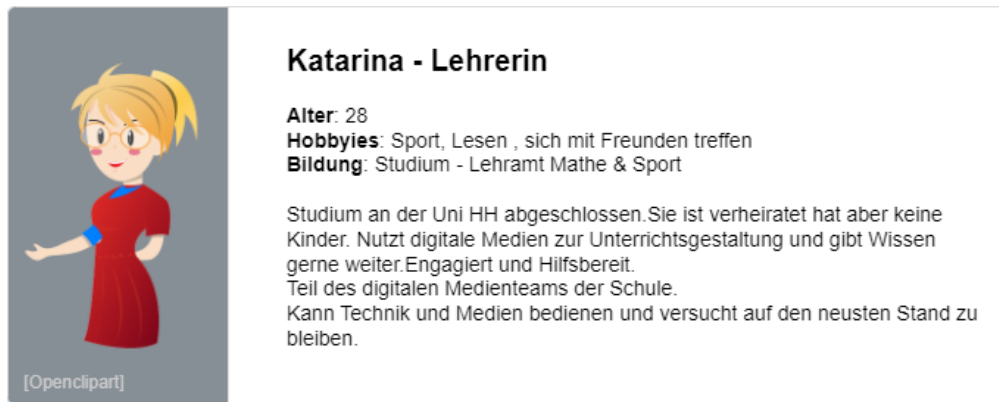 Katarina - Lehrerin
Alter: 28
Hobbyies: Sport, Lesen , sich mit Freunden treffen
Bildung: Studium - Lehramt Mathe & Sport
Studium an der Uni HH abgeschlossen.Sie ist verheiratet hat aber keine
Kinder. Nutzt digitale Medien zur Unterrichtsgestaltung und gibt Wissen
gerne weiter.Engagiert und Hilfsbereit.
Teil des digitalen Medienteams der Schule.
Kann Technik und Medien bedienen und versucht auf den neusten Stand zu
bleiben.
[Openclipart]